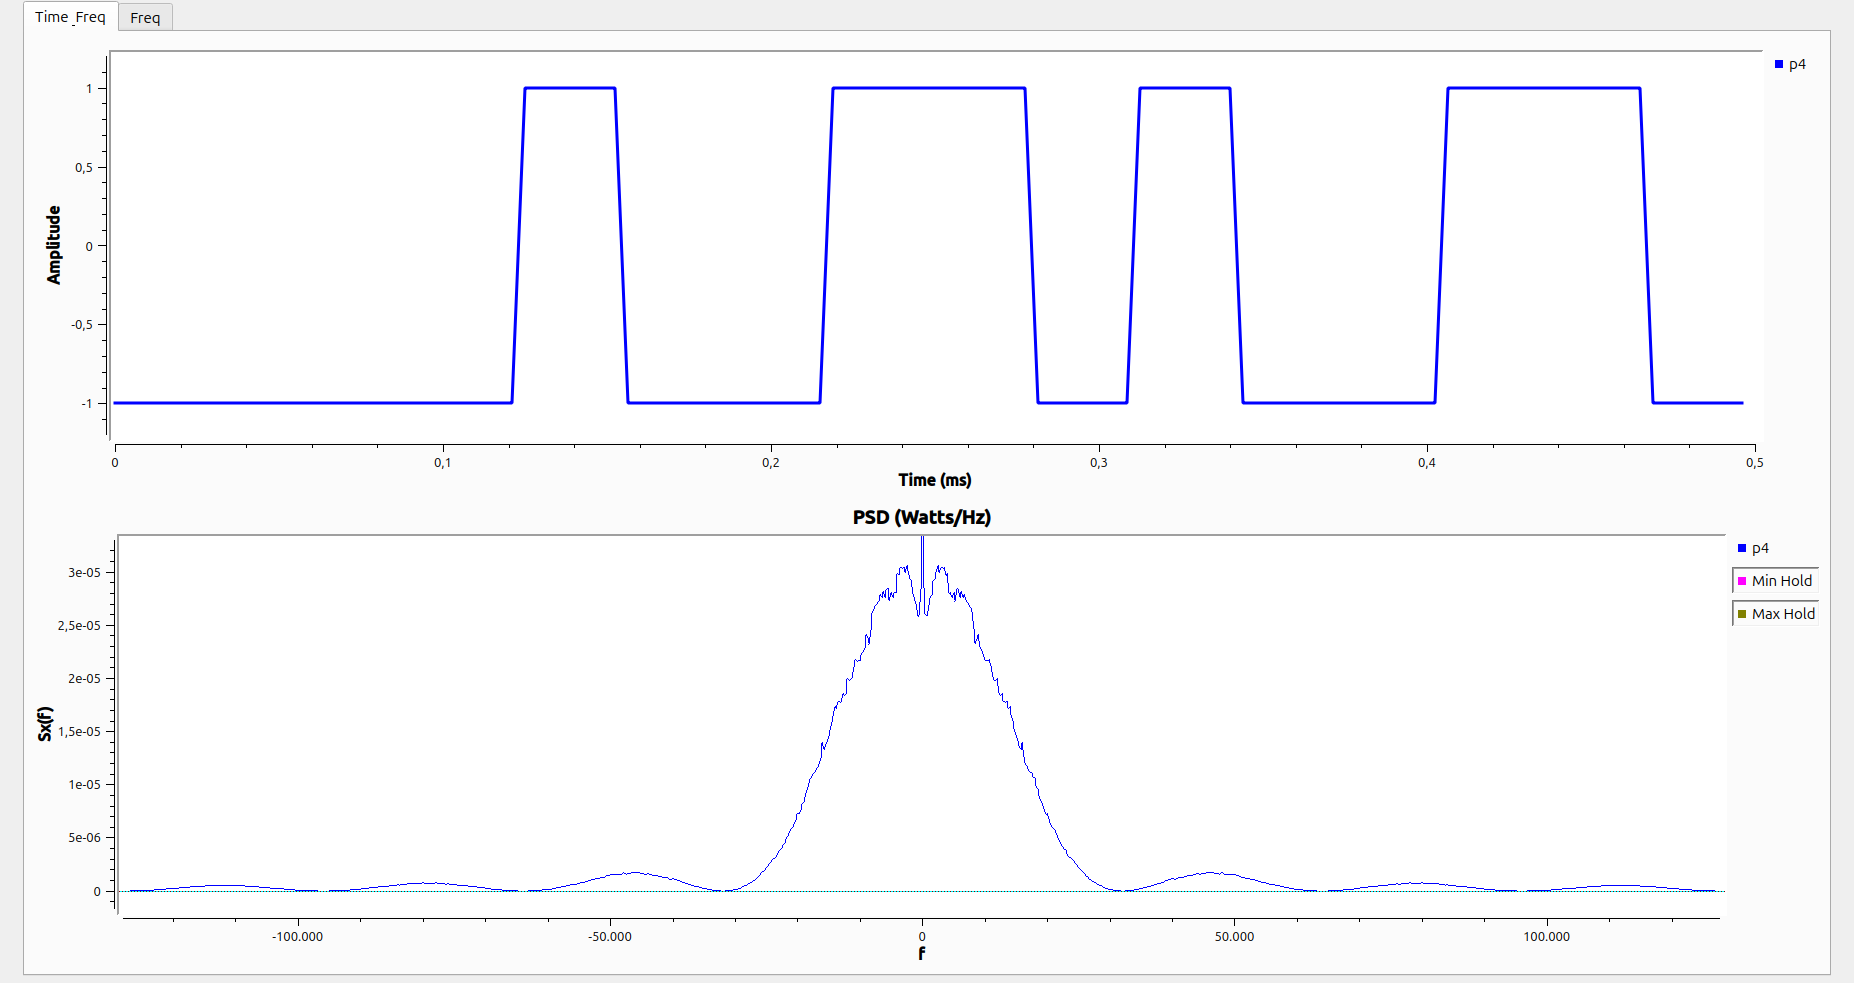 Time_Freq
Freq
p4
1
0,5
0
-0,5
-1
Amplitude
0
0,1
0,2
0,3
0,4
0,5
Time (ms)
PSD (Watts/Hz)
p4
Min Hold
Max Hold
3e-05
2,5e-05
2e-05
1,5e-05
1e-05
5e-06
0
Sx(f)
-100.000
-50.000
0
50.000
100.000
f